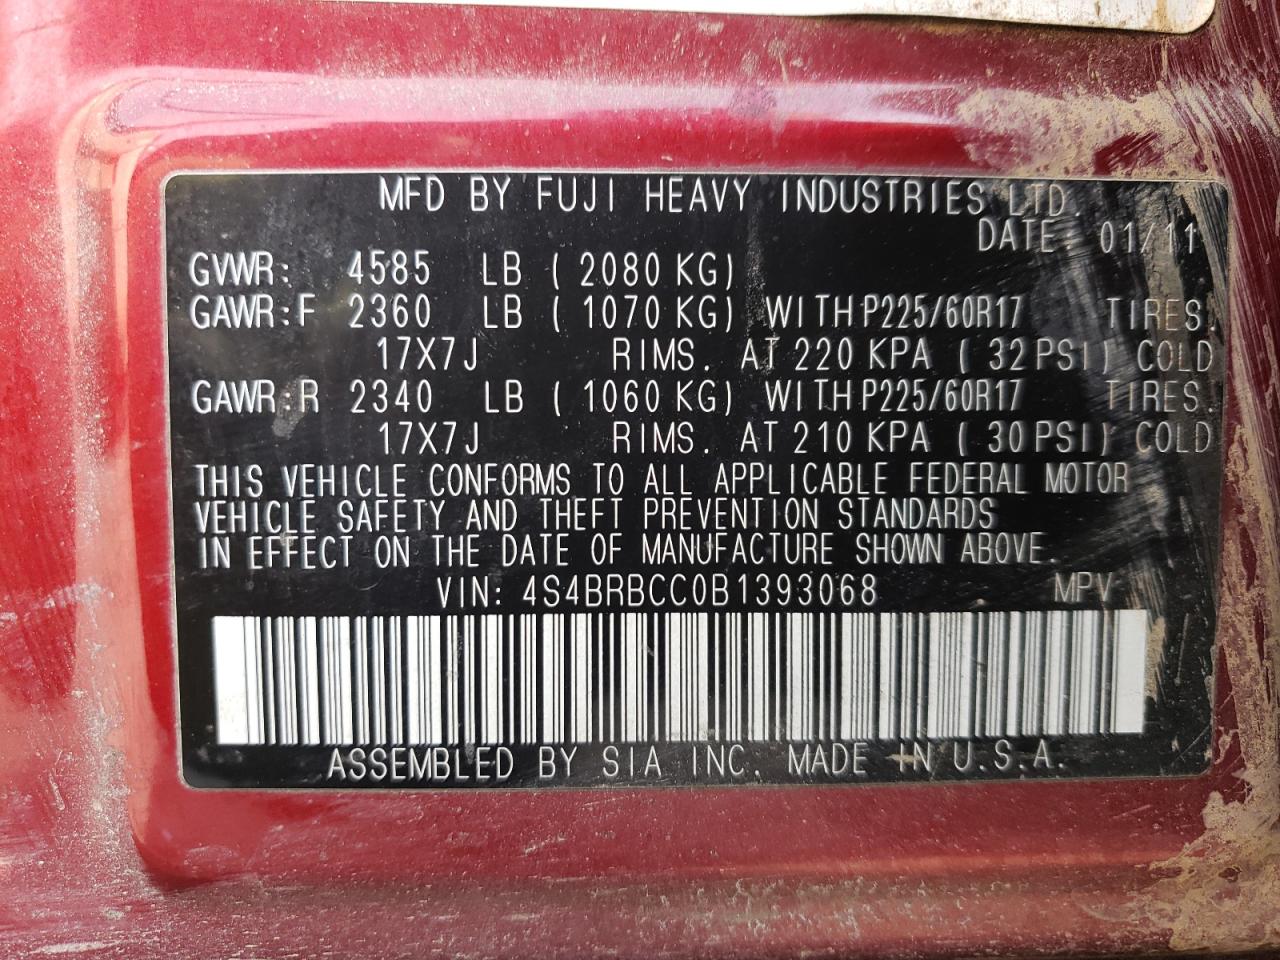 MFD BY FUJI HEAVY INDUSTRIES LTD.
DATE: 01/11
GVWR: 4585 LB ( 2080 KG)
GAWR:F 2360 LB ( 1070 KG) WITH P225/60R17 TIRES.
17X7J RIMS. AT 220 KPA ( 32 PSI) COLD
GAWR:R 2340 LB ( 1060 KG) WITH P225/60R17 TIRES.
17X7J RIMS. AT 210 KPA ( 30 PSI) COLD
THIS VEHICLE CONFORMS TO ALL APPLICABLE FEDERAL MOTOR
VEHICLE SAFETY AND THEFT PREVENTION STANDARDS
IN EFFECT ON THE DATE OF MANUFACTURE SHOWN ABOVE.
VIN: 4S4BRBCC0B1393068 MPV
ASSEMBLED BY SIA INC. MADE IN U.S.A.